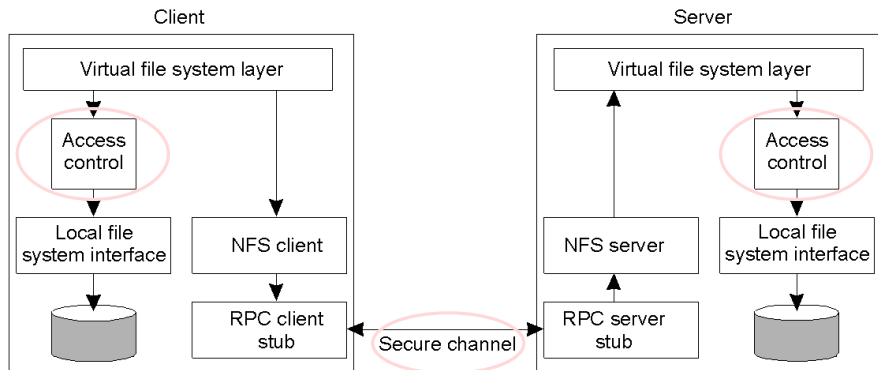 Client
Server
Virtual file system layer
Virtual file system layer
Access
control
Access
control
Local file
system interface
NFS client
NFS server
Local file
system interface
RPC client
stub
Secure channel
RPC server
stub